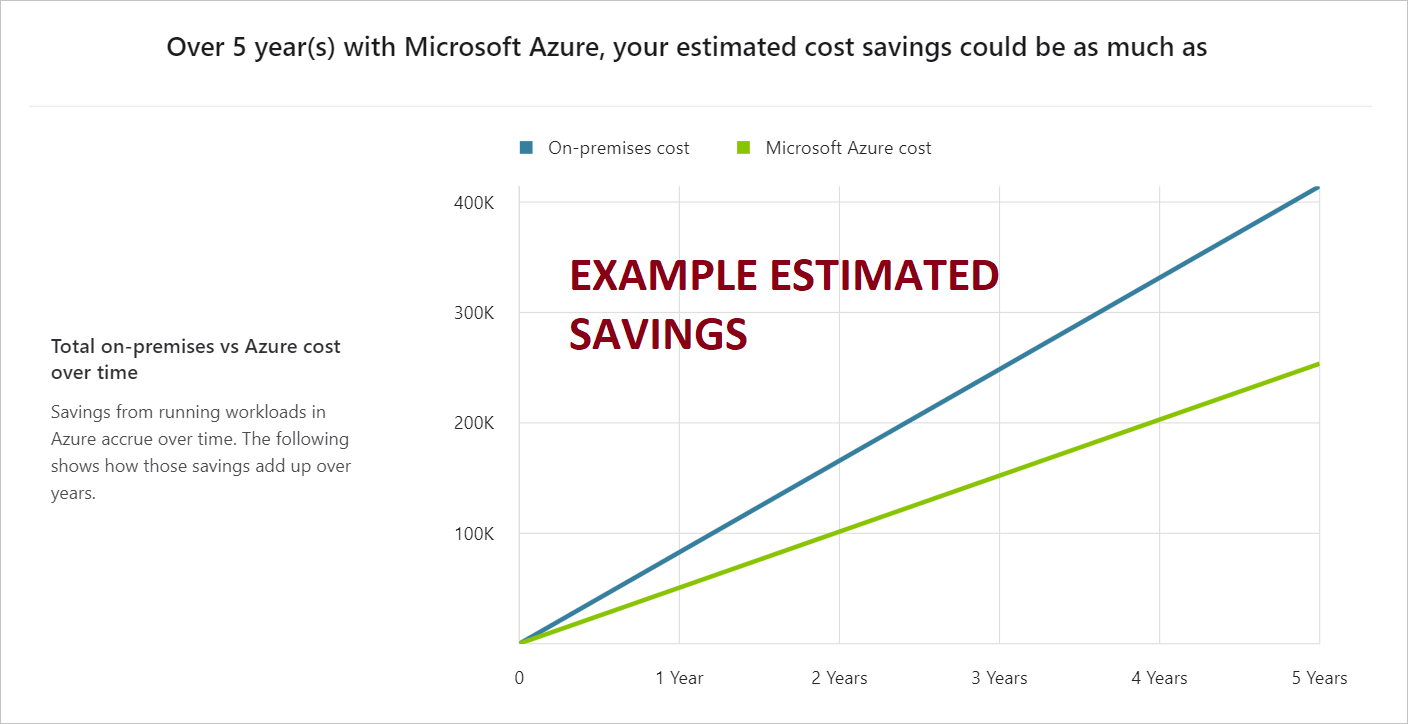 Over 5 year(s) with Microsoft Azure, your estimated cost savings could be as much as
On-premises cost
Microsoft Azure cost
400K
300K
200K
100K
EXAMPLE ESTIMATED
SAVINGS
Total on-premises vs Azure cost
over time
Savings from running workloads in
Azure accrue over time. The following
shows how those savings add up over
years.
0
1 Year
2 Years
3 Years
4 Years
5 Years